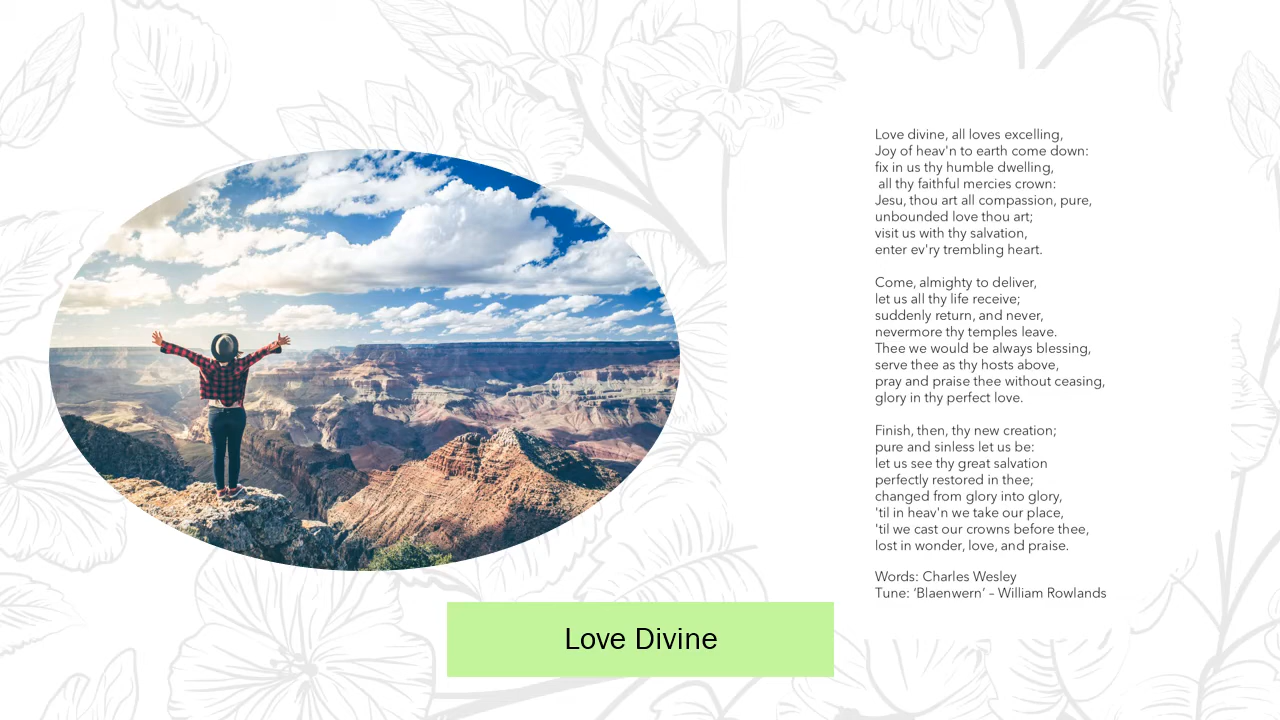 Love divine, all loves excelling,
Joy of heav'n to earth come down:
fix in us thy humble dwelling,
all thy faithful mercies crown:
Jesu, thou art all compassion, pure,
unbounded love thou art;
visit us with thy salvation,
enter ev'ry trembling heart.
Come, almighty to deliver,
let us all thy life receive;
suddenly return, and never,
nevermore thy temples leave.
Thee we would be always blessing,
serve thee as thy hosts above,
pray and praise thee without ceasing,
glory in thy perfect love.
Finish, then, thy new creation;
pure and sinless let us be:
let us see thy great salvation
perfectly restored in thee;
changed from glory into glory,
'til in heav'n we take our place,
'til we cast our crowns before thee,
lost in wonder, love, and praise.
Words: Charles Wesley
Tune: ‘Blaenwern’ – William Rowlands
Love Divine